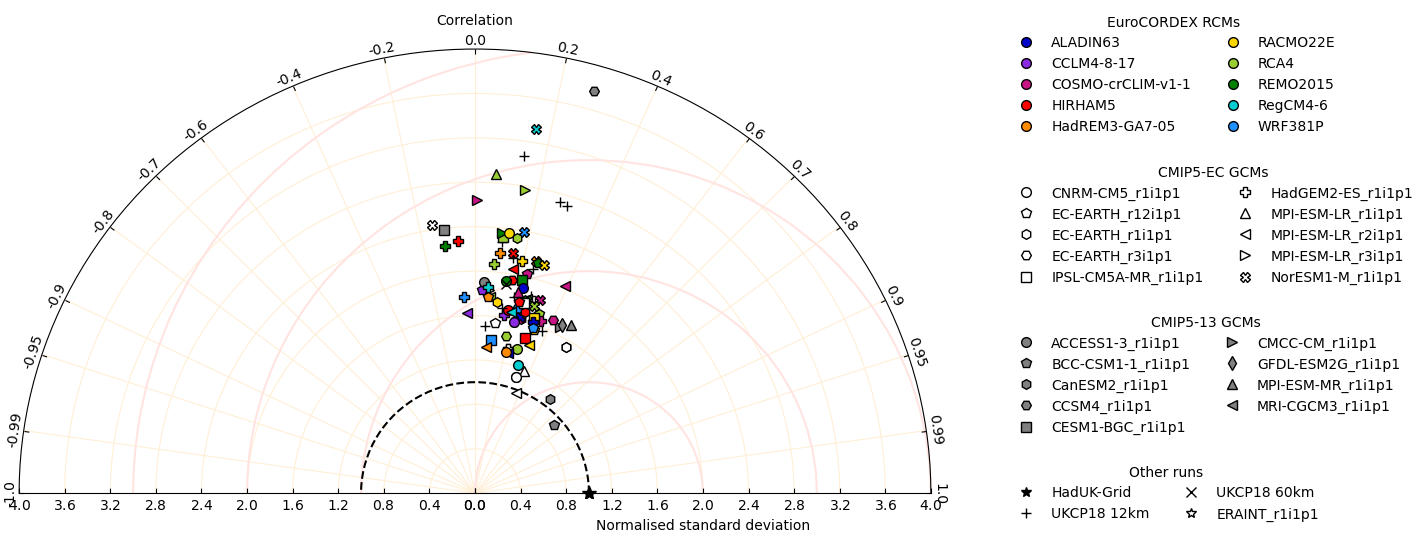 Correlation
-1.0
-0.99
-0.95
-0.9
-0.8
-0.7
-0.6
-0.4
-0.2
0.0
0.2
0.4
0.6
0.7
0.8
0.9
0.95
0.99
1.0
4.0 3.6 3.2 2.8 2.4 2.0 1.6 1.2 0.8 0.4 0.0 0.4 0.8 1.2 1.6 2.0 2.4 2.8 3.2 3.6 4.0
Normalised standard deviation
EuroCORDEX RCMs
ALADIN63 RACMO22E
CCLM4-8-17 RCA4
COSMO-crCLIM-v1-1 REMO2015
HIRHAM5 RegCM4-6
HadREM3-GA7-05 WRF381P
CMIP5-EC GCMs
CNRM-CM5_r1i1p1 HadGEM2-ES_r1i1p1
EC-EARTH_r12i1p1 MPI-ESM-LR_r1i1p1
EC-EARTH_r1i1p1 MPI-ESM-LR_r2i1p1
EC-EARTH_r3i1p1 MPI-ESM-LR_r3i1p1
IPSL-CM5A-MR_r1i1p1 NorESM1-M_r1i1p1
CMIP5-13 GCMs
ACCESS1-3_r1i1p1 CMCC-CM_r1i1p1
BCC-CSM1-1_r1i1p1 GFDL-ESM2G_r1i1p1
CanESM2_r1i1p1 MPI-ESM-MR_r1i1p1
CCSM4_r1i1p1 MRI-CGCM3_r1i1p1
CESM1-BGC_r1i1p1
Other runs
HadUK-Grid UKCP18 60km
UKCP18 12km ERAINT_r1i1p1